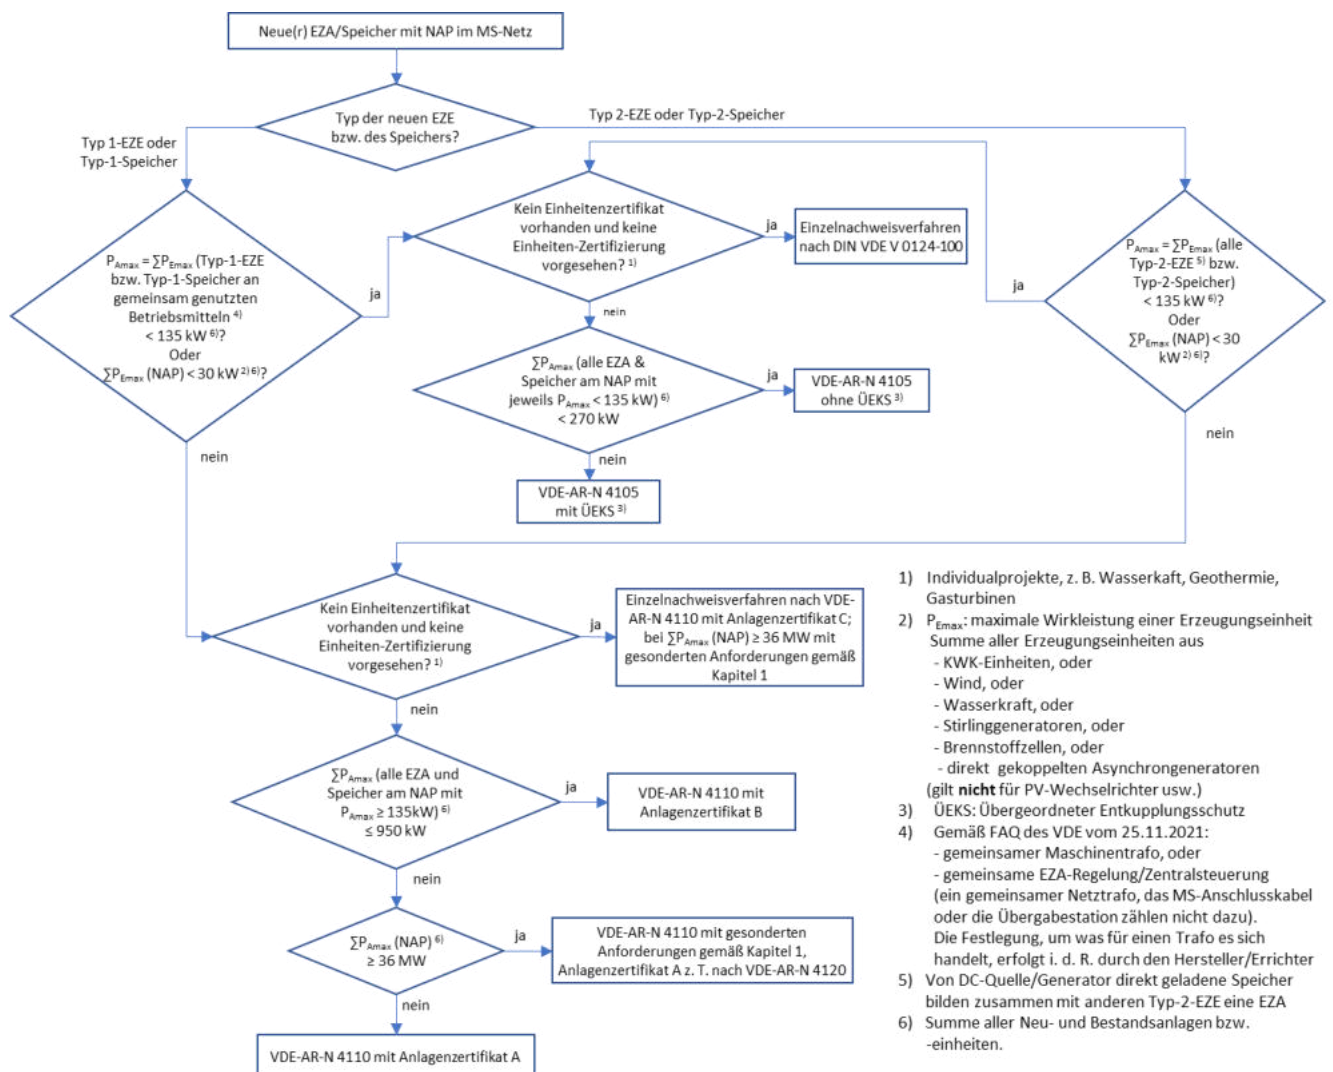 Neue(r) EZA/Speicher mit NAP im MS-Netz
Typ der neuen EZE
bzw. des Speichers?
Typ 1-EZE oder
Typ-1-Speicher
Typ 2-EZE oder Typ-2-Speicher
P_Amax = ∑P_Emax (Typ-1-EZE
bzw. Typ-1-Speicher an
gemeinsam genutzten
Betriebsmitteln ⁴⁾
< 135 kW ⁶⁾?
Oder
∑P_Emax (NAP) < 30 kW ²⁾ ⁶⁾?
ja
nein
Kein Einheitenzertifikat
vorhanden und keine
Einheiten-Zertifizierung
vorgesehen? ¹⁾
ja
Einzelnachweisverfahren
nach DIN VDE V 0124-100
nein
∑P_Amax (alle EZA &
Speicher am NAP mit
jeweils P_Amax < 135 kW) ⁶⁾
< 270 kW
ja
VDE-AR-N 4105
ohne ÜEKS ³⁾
nein
VDE-AR-N 4105
mit ÜEKS ³⁾
P_Amax = ∑P_Emax (alle
Typ-2-EZE ⁵⁾ bzw.
Typ-2-Speicher)
< 135 kW ⁶⁾?
Oder
∑P_Emax (NAP) < 30
kW ²⁾ ⁶⁾?
ja
nein
Kein Einheitenzertifikat
vorhanden und keine
Einheiten-Zertifizierung
vorgesehen? ¹⁾
ja
Einzelnachweisverfahren nach VDE-
AR-N 4110 mit Anlagenzertifikat C;
bei ∑P_Amax (NAP) ≥ 36 MW mit
gesonderten Anforderungen gemäß
Kapitel 1
nein
∑P_Amax (alle EZA und
Speicher am NAP mit
P_Amax ≥ 135kW) ⁶⁾
≤ 950 kW
ja
VDE-AR-N 4110 mit
Anlagenzertifikat B
nein
∑P_Amax (NAP) ⁶⁾
≥ 36 MW
ja
VDE-AR-N 4110 mit gesonderten
Anforderungen gemäß Kapitel 1,
Anlagenzertifikat A z. T. nach VDE-AR-N 4120
nein
VDE-AR-N 4110 mit Anlagenzertifikat A
1) Individualprojekte, z. B. Wasserkaft, Geothermie,
Gasturbinen
2) P_Emax: maximale Wirkleistung einer Erzeugungseinheit
Summe aller Erzeugungseinheiten aus
- KWK-Einheiten, oder
- Wind, oder
- Wasserkraft, oder
- Stirlinggeneratoren, oder
- Brennstoffzellen, oder
- direkt gekoppelten Asynchrongeneratoren
(gilt nicht für PV-Wechselrichter usw.)
3) ÜEKS: Übergeordneter Entkupplungsschutz
4) Gemäß FAQ des VDE vom 25.11.2021:
- gemeinsamer Maschinentrafo, oder
- gemeinsame EZA-Regelung/Zentralsteuerung
(ein gemeinsamer Netztrafo, das MS-Anschlusskabel
oder die Übergabestation zählen nicht dazu).
Die Festlegung, um was für einen Trafo es sich
handelt, erfolgt i. d. R. durch den Hersteller/Errichter
5) Von DC-Quelle/Generator direkt geladene Speicher
bilden zusammen mit anderen Typ-2-EZE eine EZA
6) Summe aller Neu- und Bestandsanlagen bzw.
-einheiten.